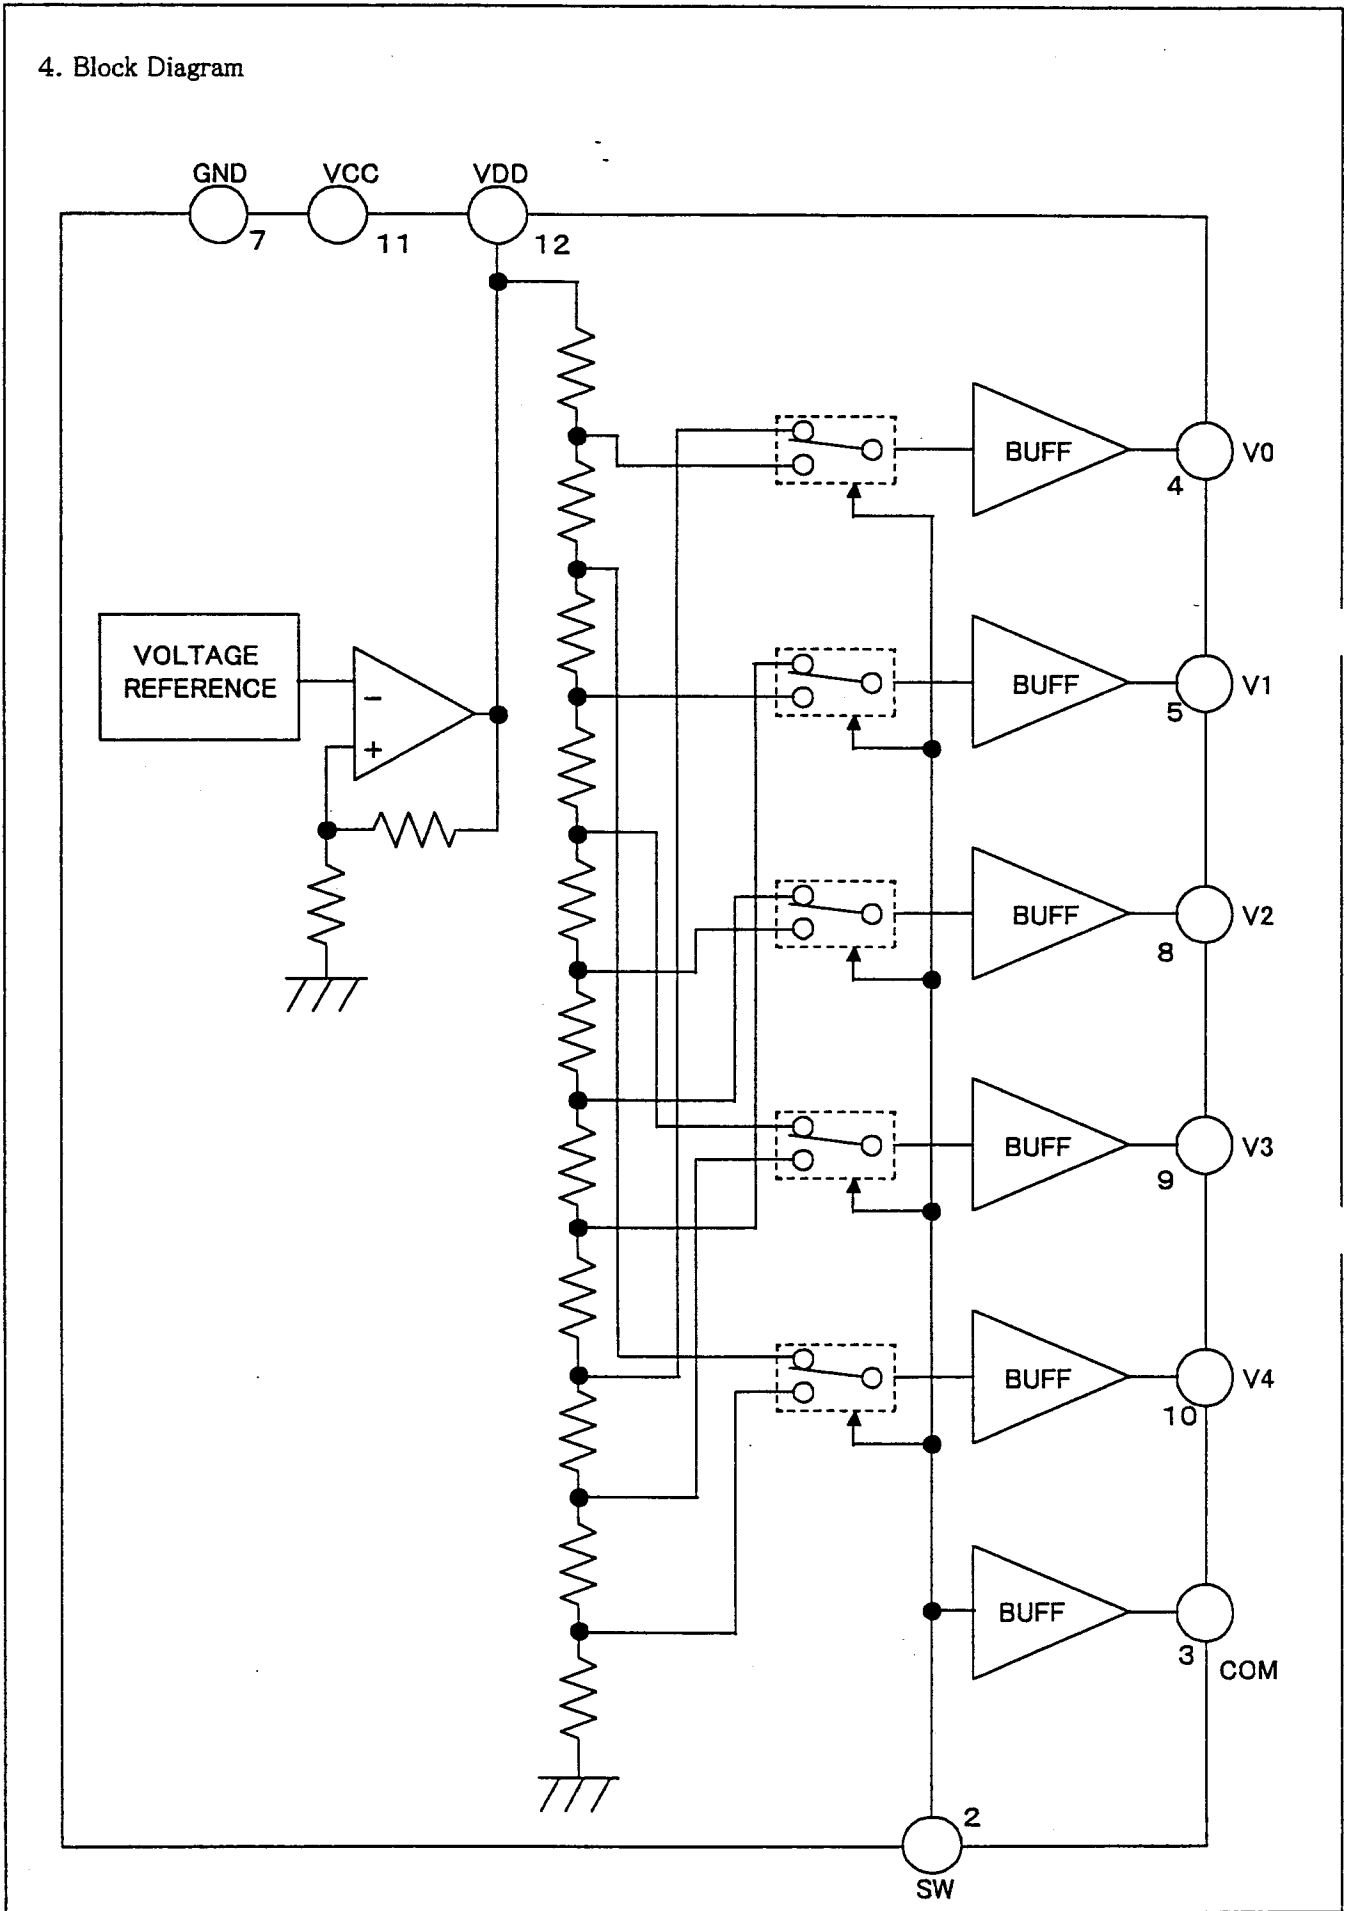 4. Block Diagram
GND
VCC
VDD
7
11
12
BUFF
V0
4
VOLTAGE
REFERENCE
−
+
BUFF
V1
5
BUFF
V2
8
BUFF
V3
9
BUFF
V4
10
BUFF
3
COM
2
SW